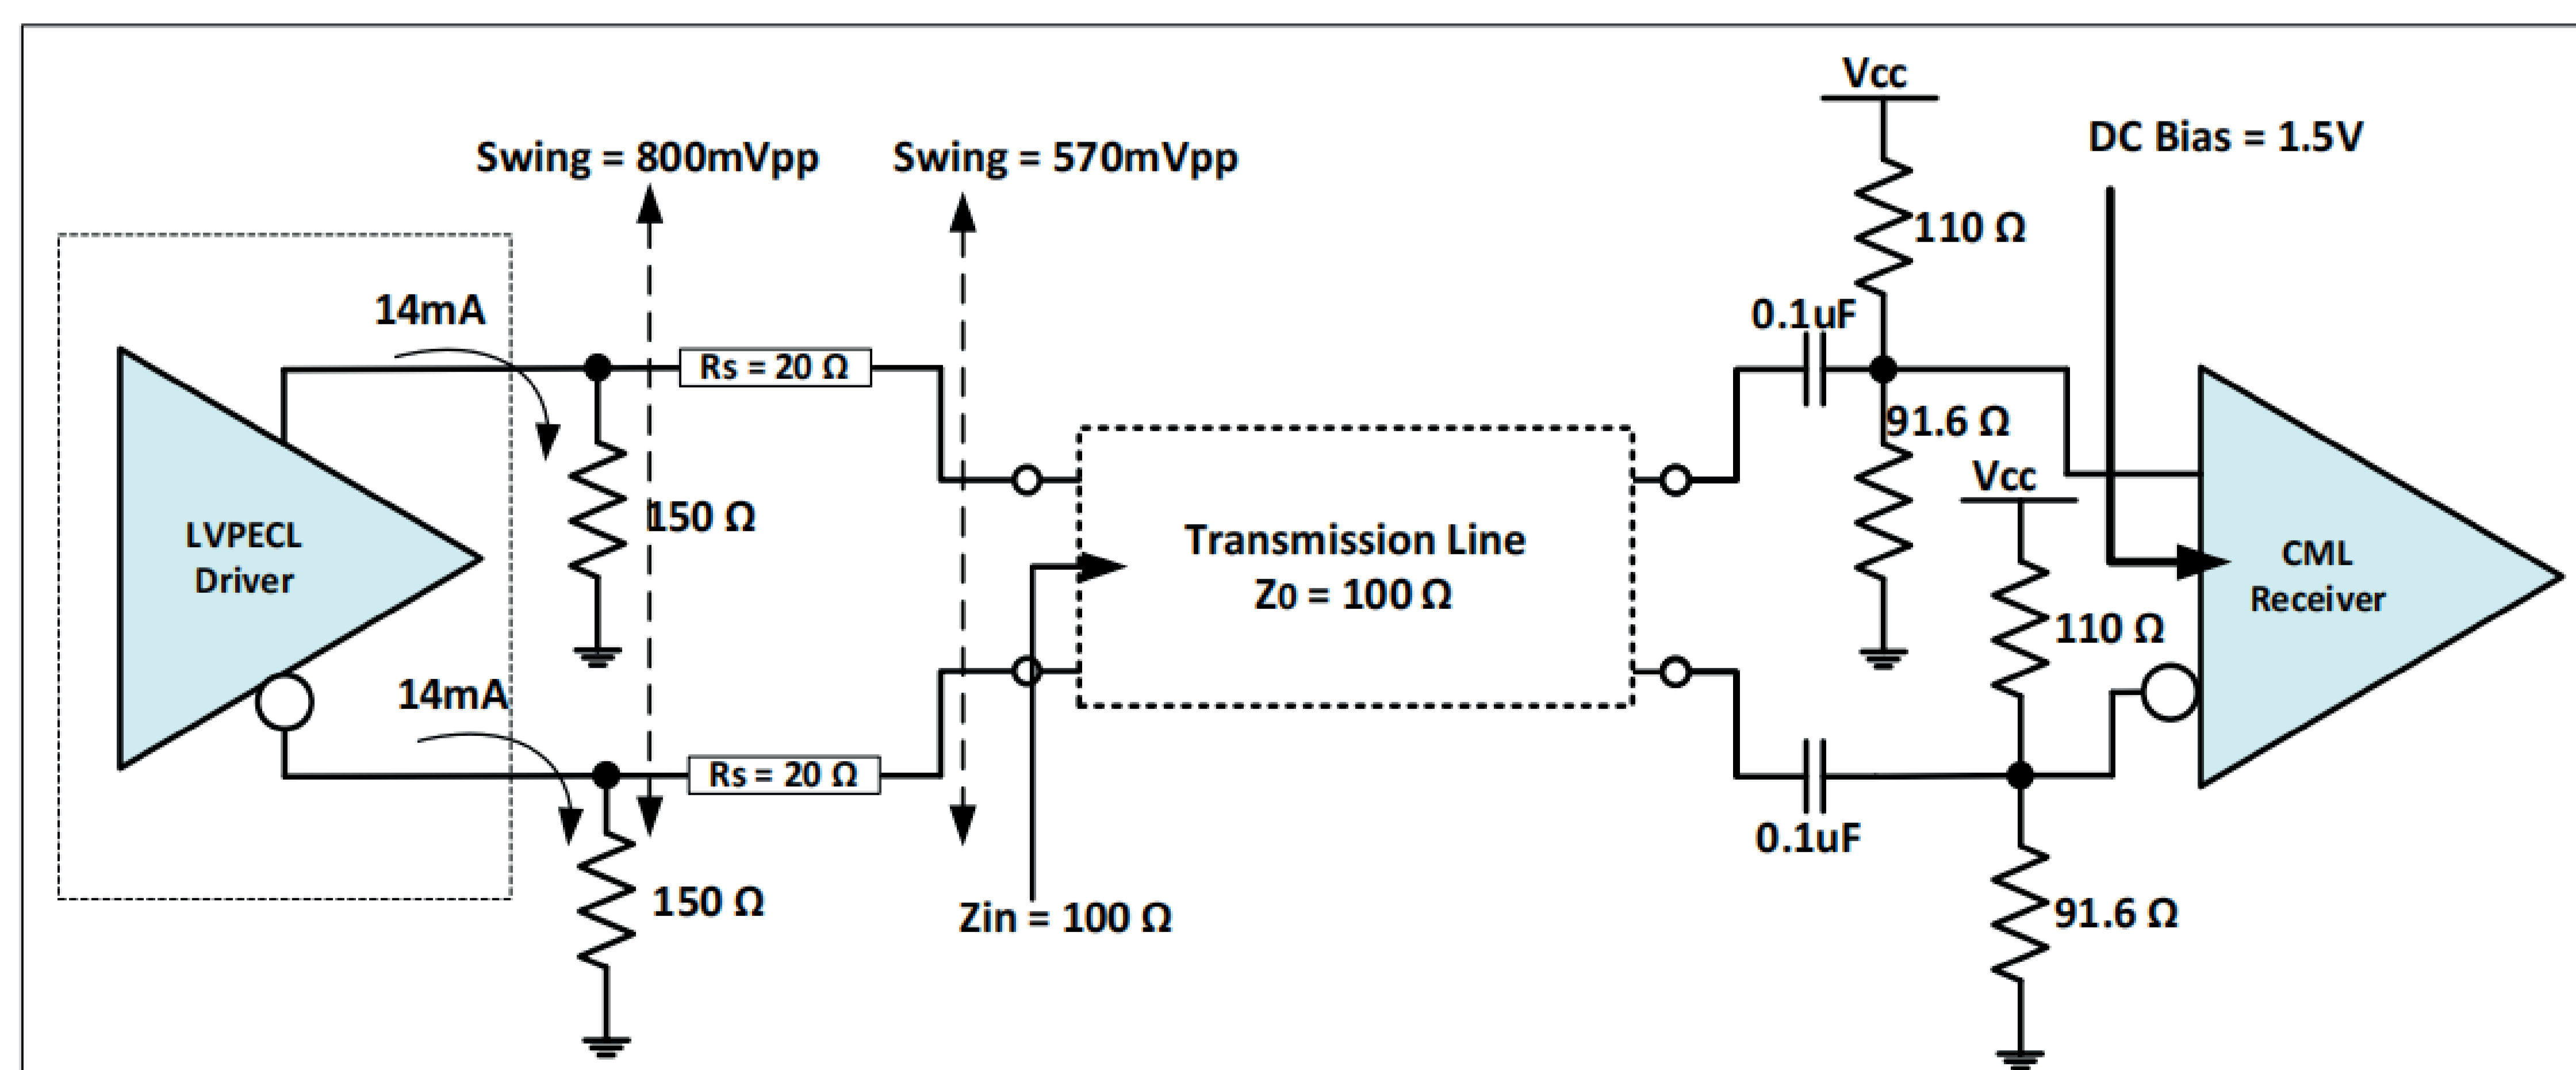 Vcc
DC Bias = 1.5V
Swing = 800mVpp
Swing = 570mVpp
110 Ω
14mA
0.1uF
Rs = 20 Ω
91.6 Ω
Vcc
150 Ω
LVPECL
Driver
Transmission Line
Zo = 100 Ω
CML
Receiver
110 Ω
14mA
Rs = 20 Ω
0.1uF
150 Ω
Zin = 100 Ω
91.6 Ω